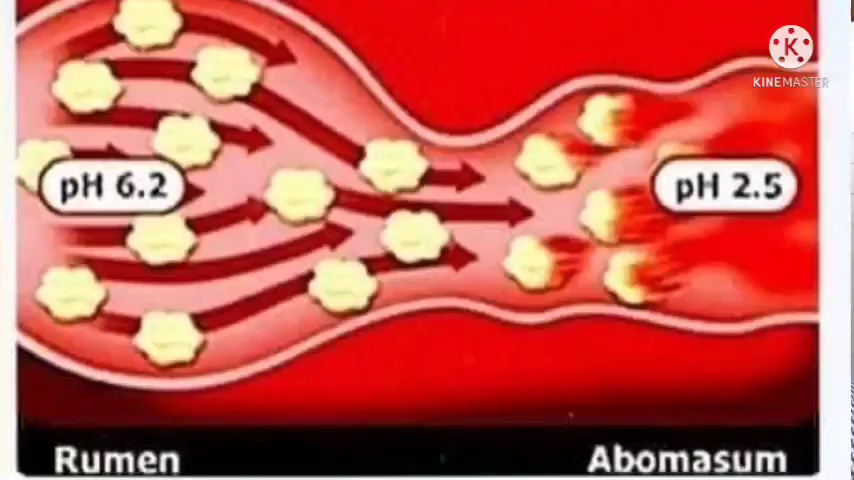 K
KINEMASTER
pH 6.2
pH 2.5
Rumen
Abomasum